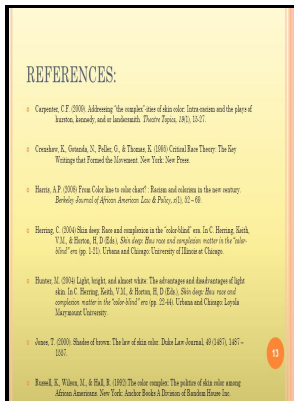 REFERENCES:
Carpenter, C.F. (2009). Addressing "the complex"-ities of skin color: Intra-racism and the plays of
hurston, kennedy, and or landersmith. Theatre Topics, 19(1), 15-27.
Crenshaw, K., Gotanda, N., Peller, G., & Thomas, K. (1995) Critical Race Theory: The Key
Writings that Formed the Movement. New York: New Press.
Harris, A.P. (2008) From Color line to color chart? : Racism and colorism in the new century.
Berkeley Journal of African American Law & Policy, x(1), 52 – 69.
Herring, C. (2004) Skin deep: Race and complexion in the "color-blind" era. In C. Herring, Keith,
V.M., & Horton, H, D (Eds.), Skin deep: How race and complexion matter in the "color-
blind" era (pp. 1-21). Urbana and Chicago: University of Illinois at Chicago.
Hunter, M. (2004) Light, bright, and almost white: The advantages and disadvantages of light
skin. In C. Herring, Keith, V.M., & Horton, H, D (Eds.), Skin deep: How race and
complexion matter in the "color-blind" era (pp. 22-44). Urbana and Chicago: Loyola
Marymount University.
Jones, T. (2000). Shades of brown: The law of skin color. Duke Law Journal, 49 (1487), 1487 –
1557.
13
Russell, K., Wilson, M., & Hall, R. (1992) The color complex: The politics of skin color among
African Americans. New York: Anchor Books A Division of Random House Inc.